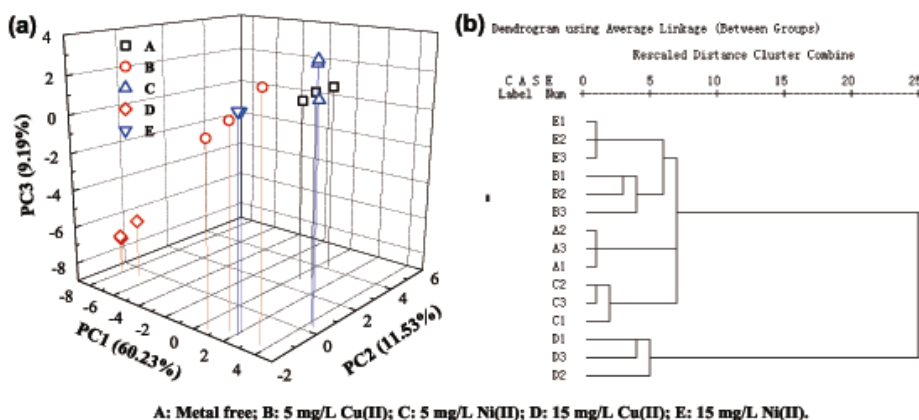 (a)
4
2
0
-2
-4
-6
-8
PC3 (9.19%)
A
B
C
D
E
-8
-6
-4
-2
0
2
4
PC1 (60.23%)
-2
0
2
4
6
PC2 (11.53%)
(b) Dendrogram using Average Linkage (Between Groups)
Rescaled Distance Cluster Combine
C A S E 0 5 10 15 20 25
Label Num
E1
E2
E3
B1
B2
B3
A2
A3
A1
C2
C3
C1
D1
D3
D2
A: Metal free; B: 5 mg/L Cu(II); C: 5 mg/L Ni(II); D: 15 mg/L Cu(II); E: 15 mg/L Ni(II).